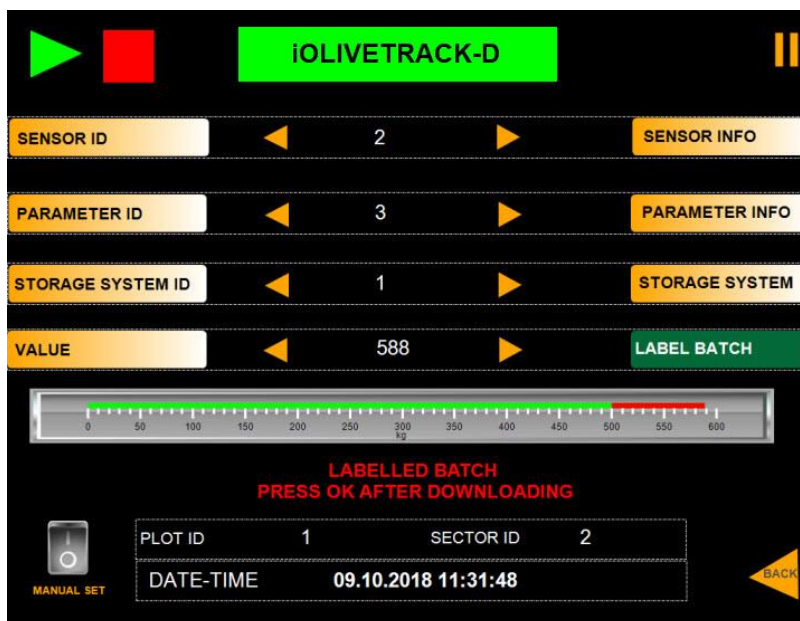 iOLIVETRACK-D
SENSOR ID 2 SENSOR INFO
PARAMETER ID 3 PARAMETER INFO
STORAGE SYSTEM ID 1 STORAGE SYSTEM
VALUE 588 LABEL BATCH
0 50 100 150 200 250 300 350 400 450 500 550 600
kg
LABELLED BATCH
PRESS OK AFTER DOWNLOADING
PLOT ID 1 SECTOR ID 2
DATE-TIME 09.10.2018 11:31:48
MANUAL SET
BACK